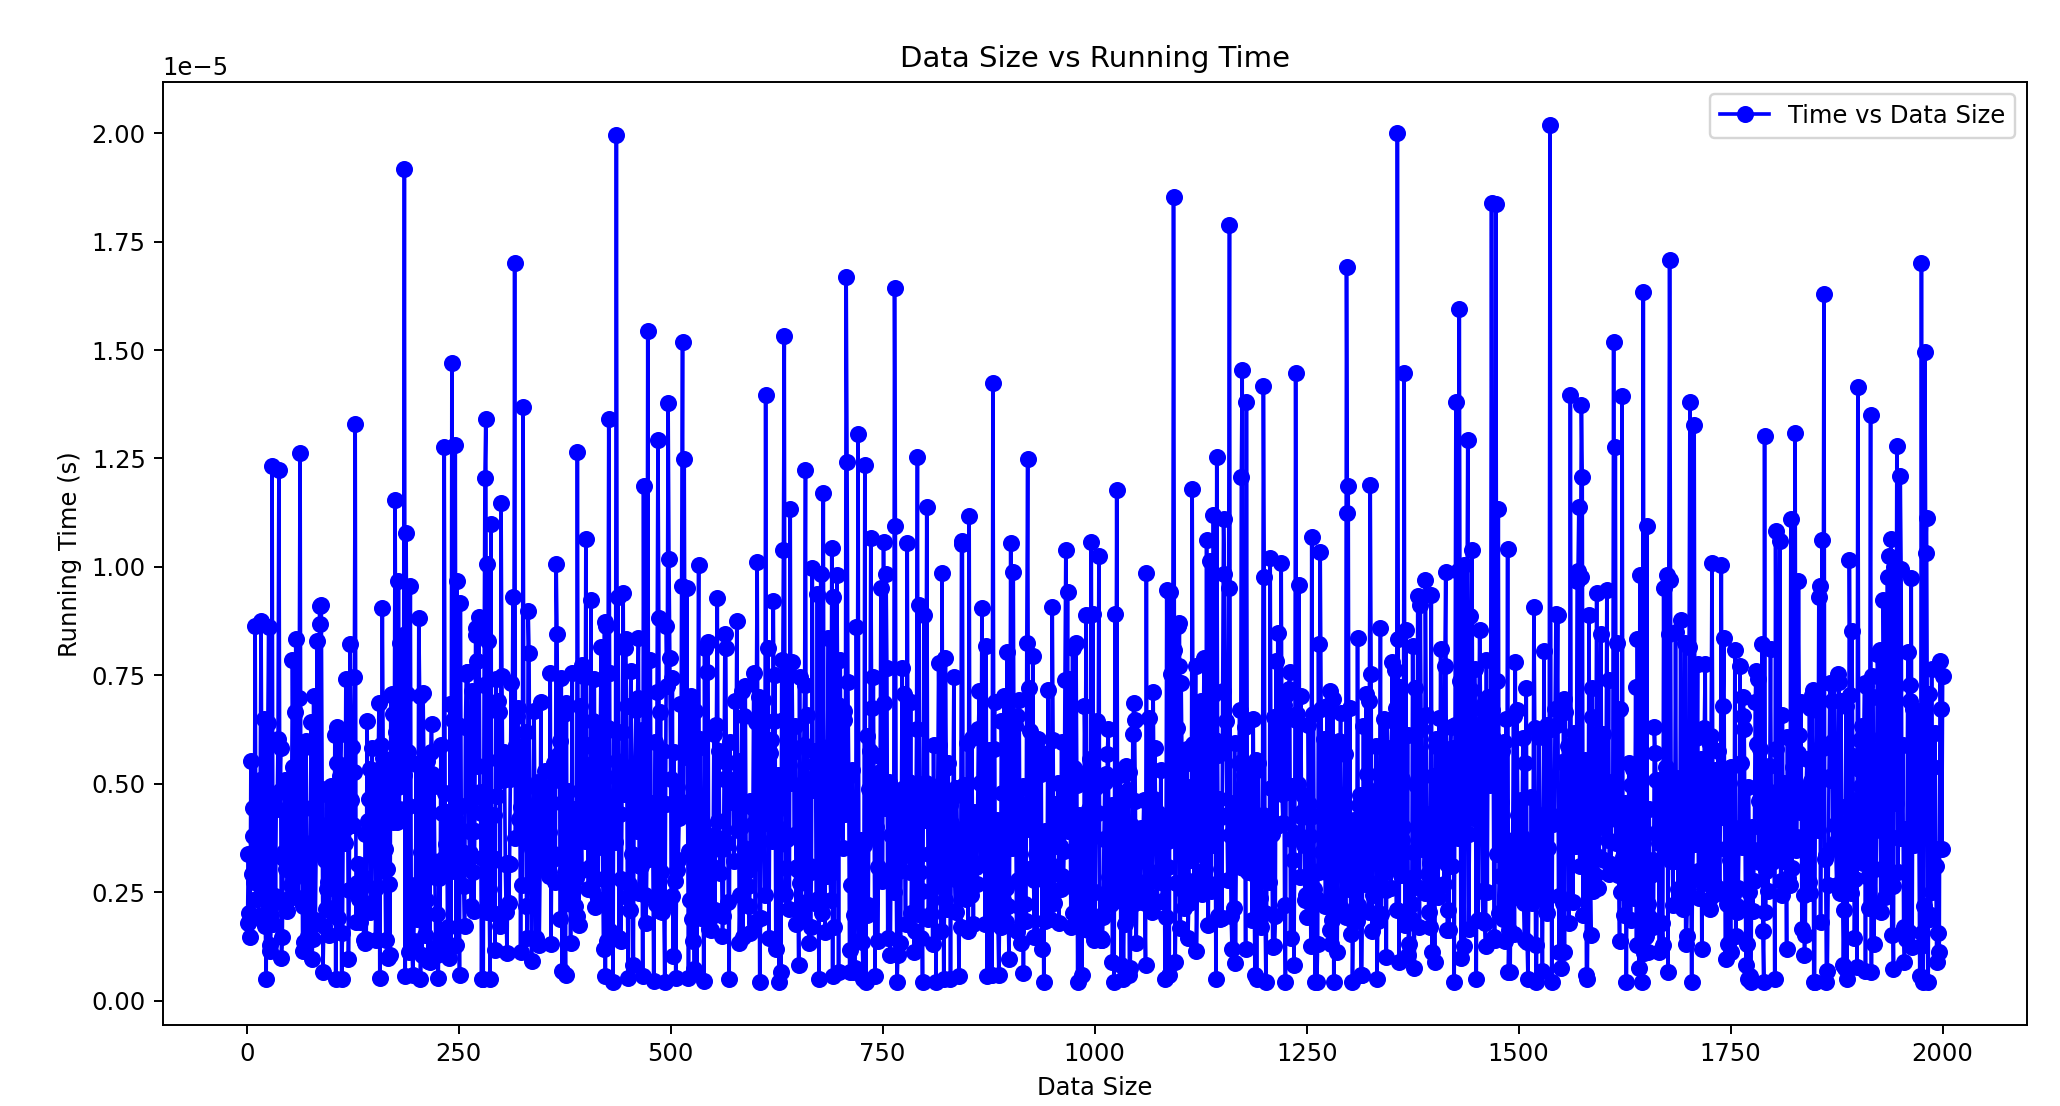 Data Size vs Running Time
1e−5
Time vs Data Size
2.00
1.75
1.50
1.25
1.00
0.75
0.50
0.25
0.00
Running Time (s)
0 250 500 750 1000 1250 1500 1750 2000
Data Size